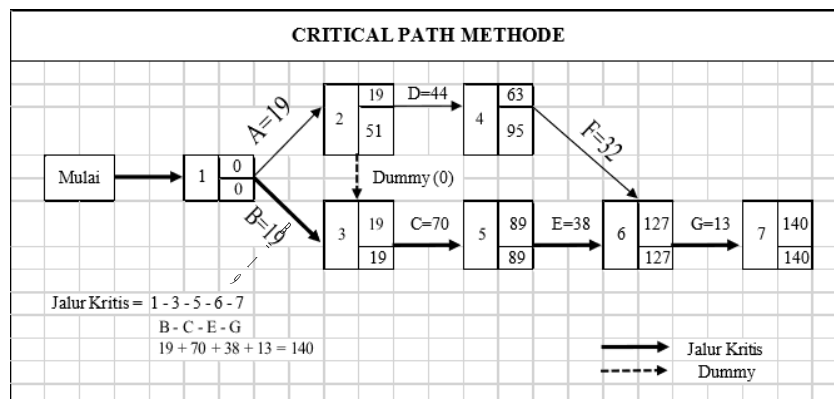 CRITICAL PATH METHODE
A=19
2
19
51
D=44
4
63
95
F=32
Mulai
1
0
0
Dummy (0)
B=19
3
19
19
C=70
5
89
89
E=38
6
127
127
G=13
7
140
140
Jalur Kritis = 1 - 3 - 5 - 6 - 7
B - C - E - G
19 + 70 + 38 + 13 = 140
Jalur Kritis
Dummy